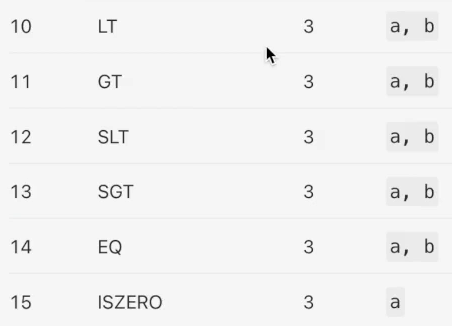 10 LT 3 a, b
11 GT 3 a, b
12 SLT 3 a, b
13 SGT 3 a, b
14 EQ 3 a, b
15 ISZERO 3 a